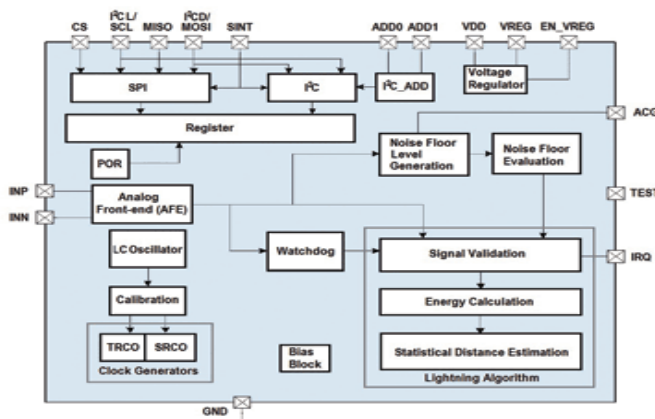 CS
I²CL/
SCL
MISO
I²CD/
MOSI
SINT
ADD0
ADD1
VDD
VREG
EN_VREG
SPI
I²C
I²C_ADD
Voltage
Regulator
Register
ACG
POR
Noise Floor
Level
Generation
Noise Floor
Evaluation
INP
INN
Analog
Front-end (AFE)
TEST
LC Oscillator
Watchdog
Signal Validation
IRQ
Calibration
Energy Calculation
TRCO
SRCO
Clock Generators
Bias
Block
Statistical Distance Estimation
Lightning Algorithm
GND